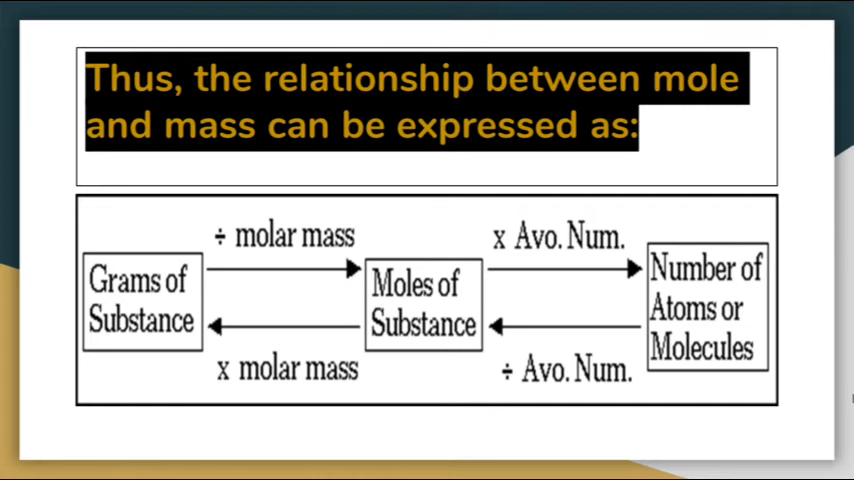 Thus, the relationship between mole
and mass can be expressed as:
÷ molar mass
x Avo. Num.
Grams of
Substance
Moles of
Substance
Number of
Atoms or
Molecules
x molar mass
÷ Avo. Num.